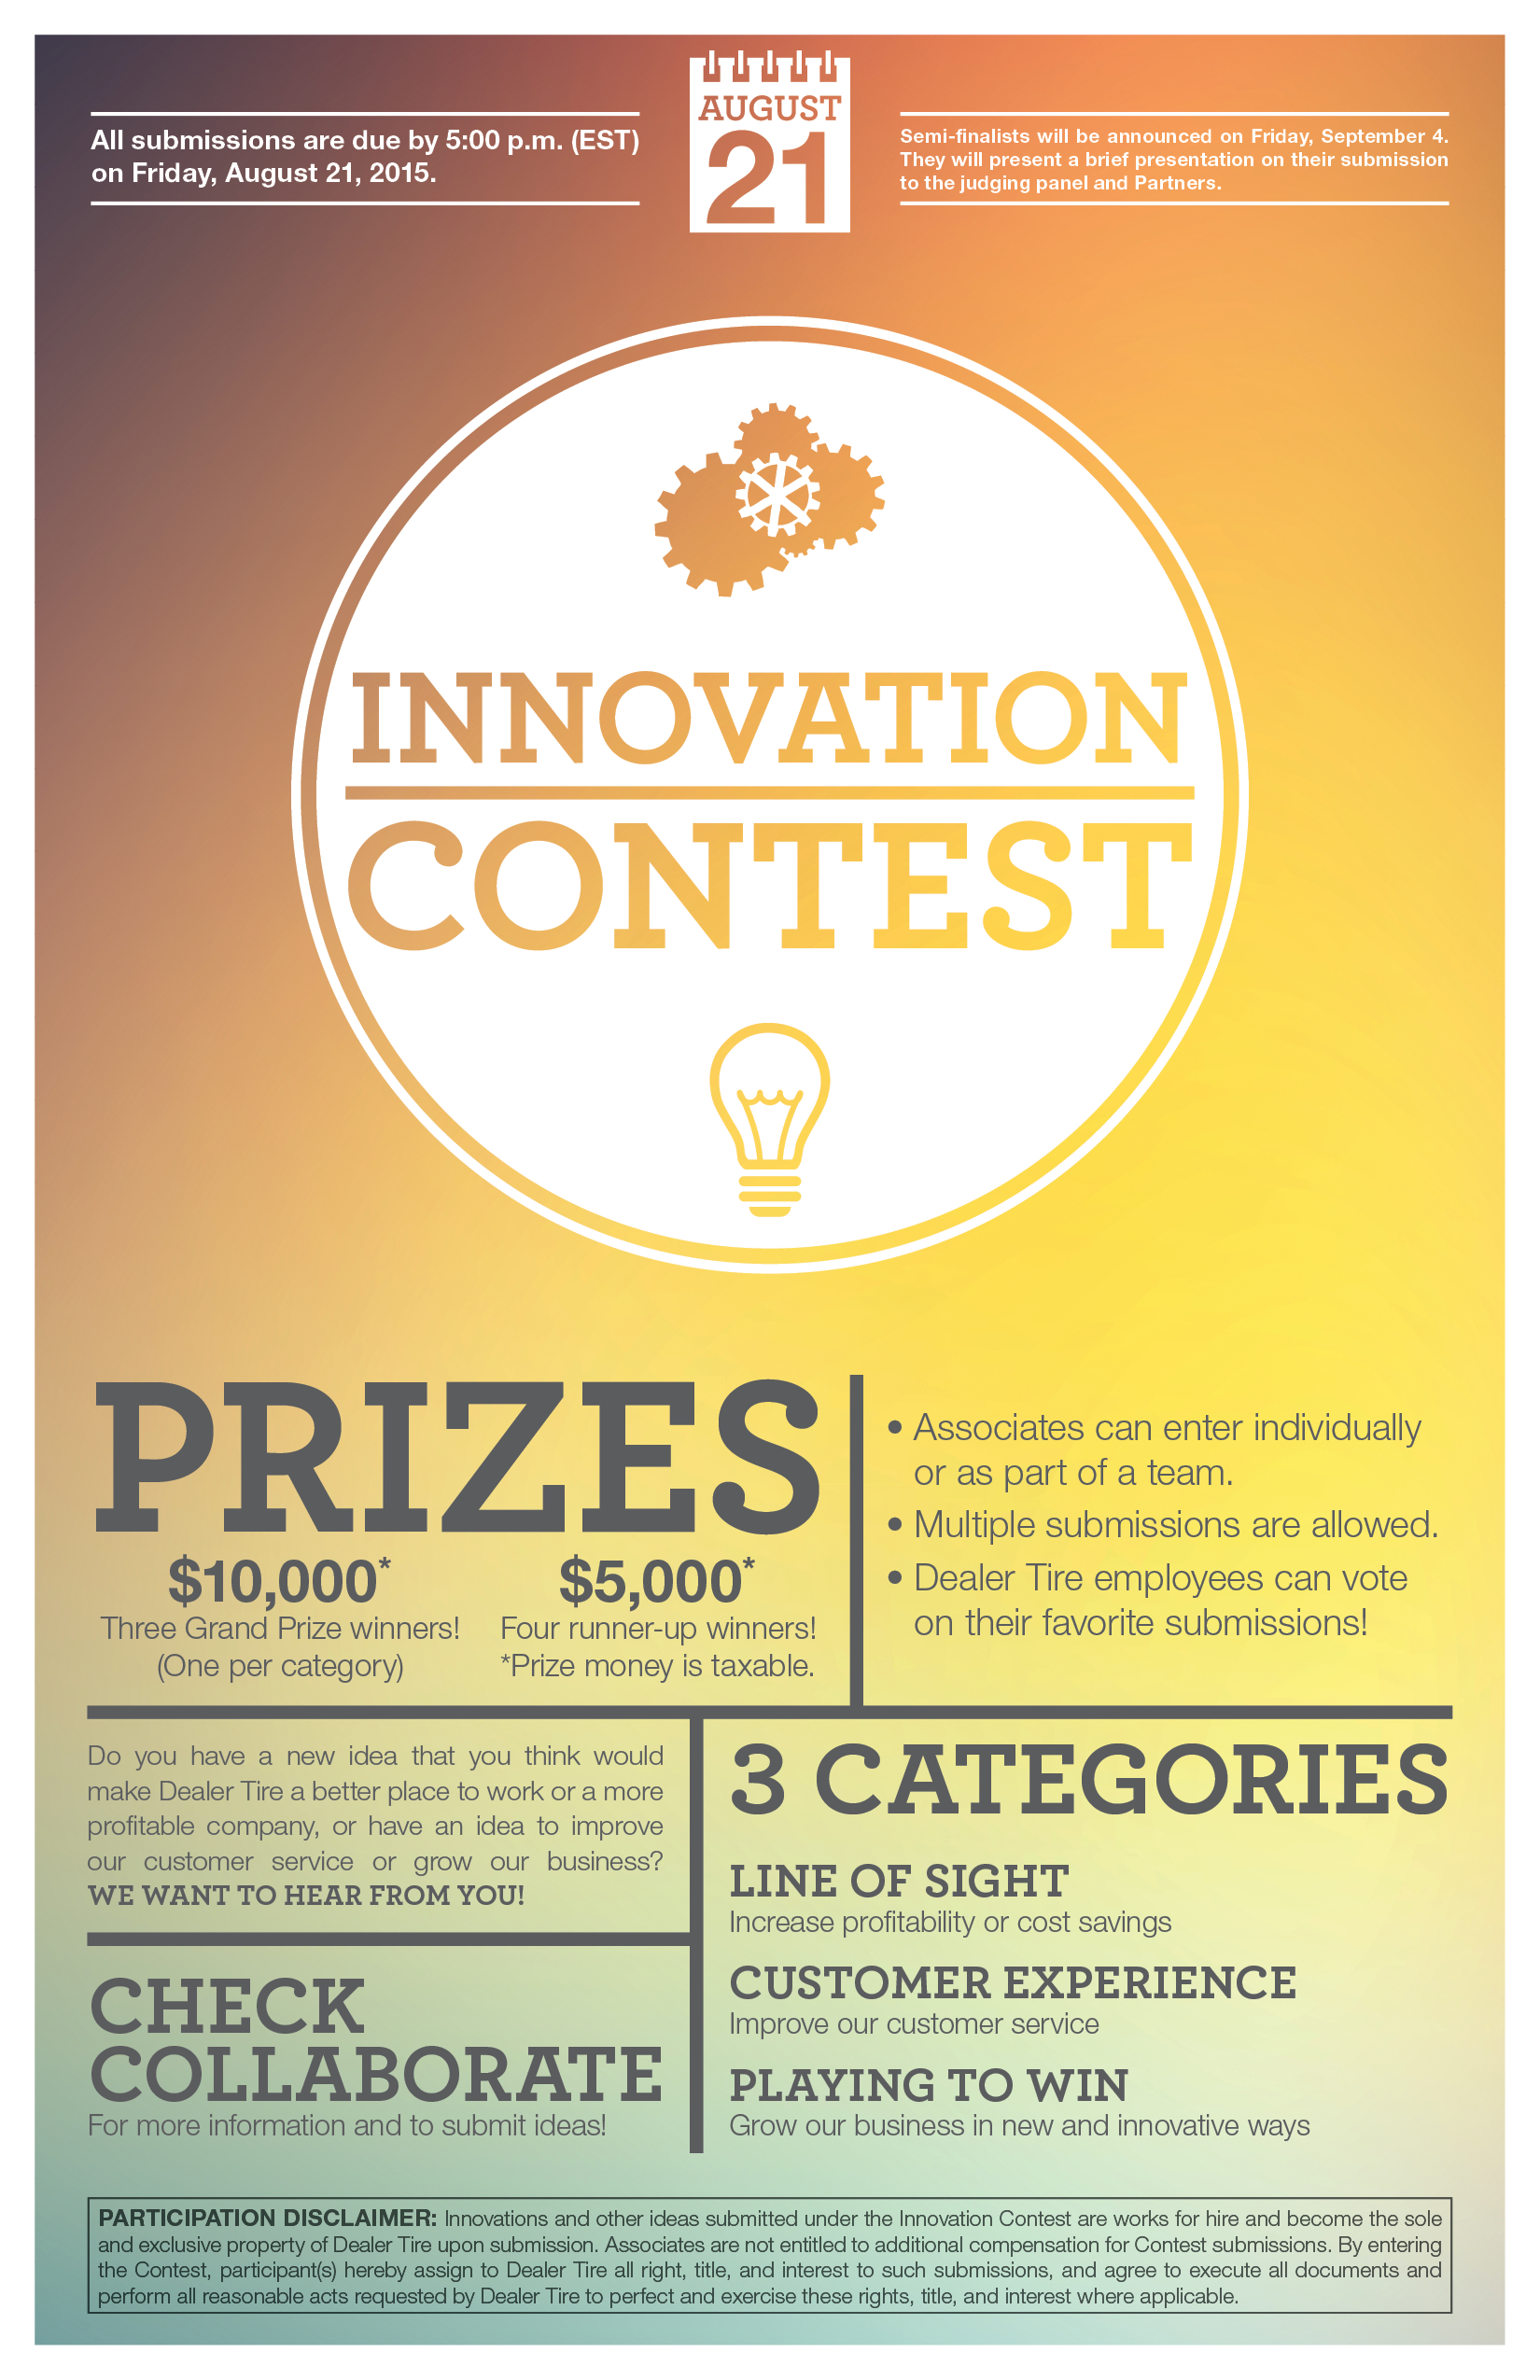 All submissions are due by 5:00 p.m. (EST)
on Friday, August 21, 2015.
AUGUST
21
Semi-finalists will be announced on Friday, September 4.
They will present a brief presentation on their submission
to the judging panel and Partners.
INNOVATION
CONTEST
PRIZES
$10,000*
Three Grand Prize winners!
(One per category)
$5,000*
Four runner-up winners!
*Prize money is taxable.
• Associates can enter individually
or as part of a team.
• Multiple submissions are allowed.
• Dealer Tire employees can vote
on their favorite submissions!
Do you have a new idea that you think would
make Dealer Tire a better place to work or a more
profitable company, or have an idea to improve
our customer service or grow our business?
WE WANT TO HEAR FROM YOU!
CHECK
COLLABORATE
For more information and to submit ideas!
3 CATEGORIES
LINE OF SIGHT
Increase profitability or cost savings
CUSTOMER EXPERIENCE
Improve our customer service
PLAYING TO WIN
Grow our business in new and innovative ways
PARTICIPATION DISCLAIMER: Innovations and other ideas submitted under the Innovation Contest are works for hire and become the sole
and exclusive property of Dealer Tire upon submission. Associates are not entitled to additional compensation for Contest submissions. By entering
the Contest, participant(s) hereby assign to Dealer Tire all right, title, and interest to such submissions, and agree to execute all documents and
perform all reasonable acts requested by Dealer Tire to perfect and exercise these rights, title, and interest where applicable.